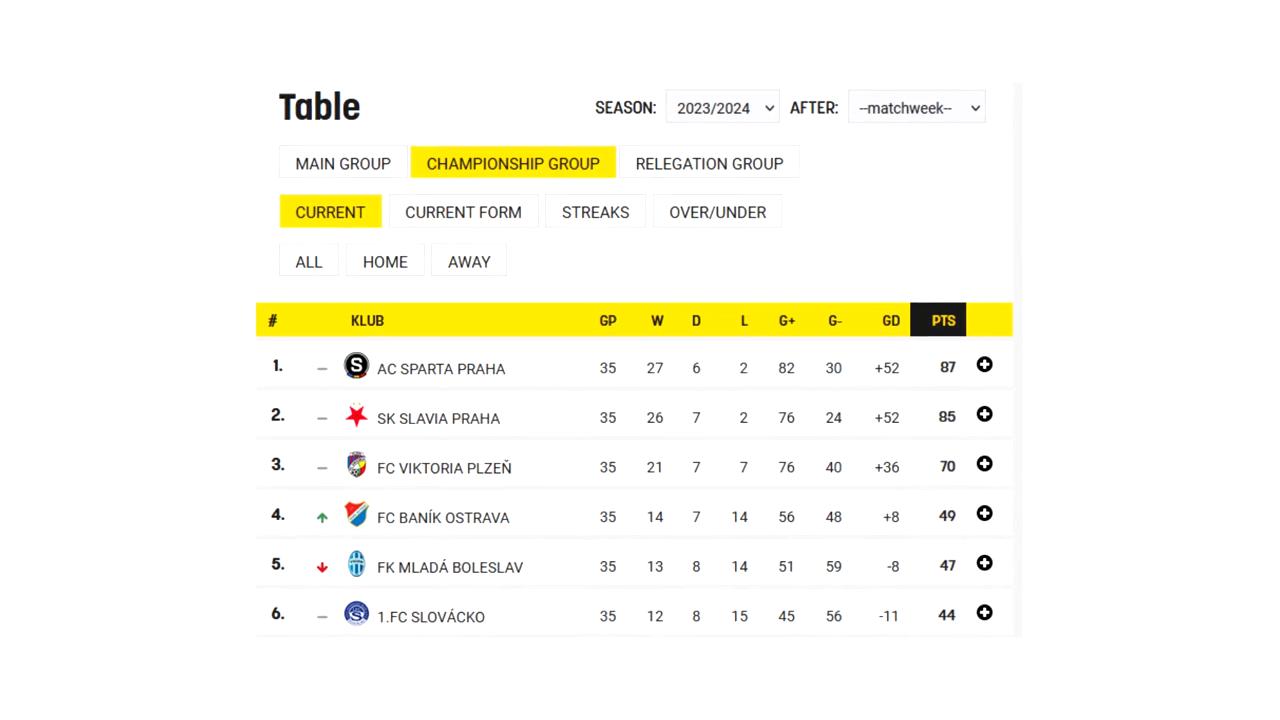 Table SEASON: 2023/2024 AFTER: --matchweek--
MAIN GROUP CHAMPIONSHIP GROUP RELEGATION GROUP
CURRENT CURRENT FORM STREAKS OVER/UNDER
ALL HOME AWAY
# KLUB GP W D L G+ G- GD PTS
1. – S AC SPARTA PRAHA 35 27 6 2 82 30 +52 87
2. – SK SLAVIA PRAHA 35 26 7 2 76 24 +52 85
3. – FC VIKTORIA PLZEŇ 35 21 7 7 76 40 +36 70
4. FC BANÍK OSTRAVA 35 14 7 14 56 48 +8 49
5. FK MLADÁ BOLESLAV 35 13 8 14 51 59 -8 47
6. – 1.FC SLOVÁCKO 35 12 8 15 45 56 -11 44